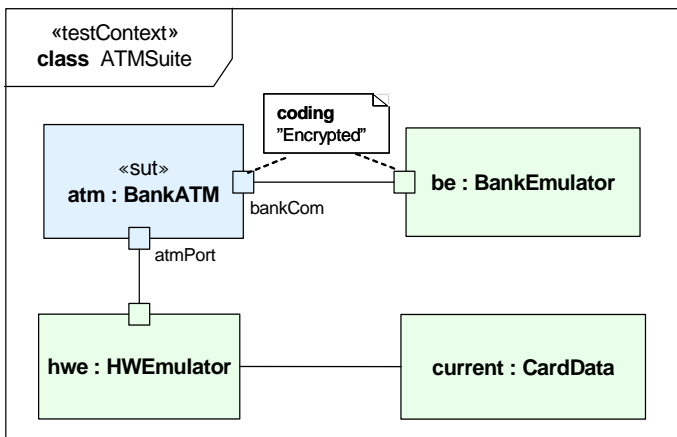 «testContext»
class ATMSuite
coding
"Encrypted"
«sut»
atm : BankATM
bankCom
be : BankEmulator
atmPort
hwe : HWEmulator
current : CardData